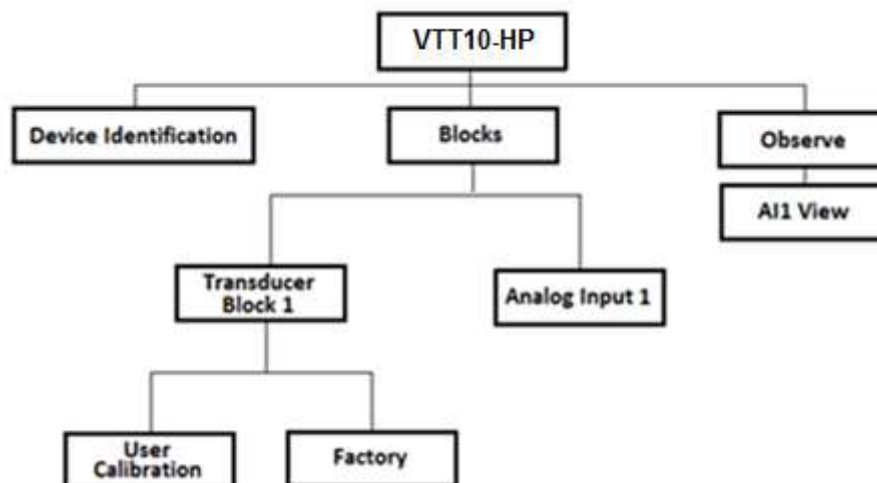 VTT10-HP
Device Identification
Blocks
Observe
AI1 View
Transducer
Block 1
Analog Input 1
User
Calibration
Factory